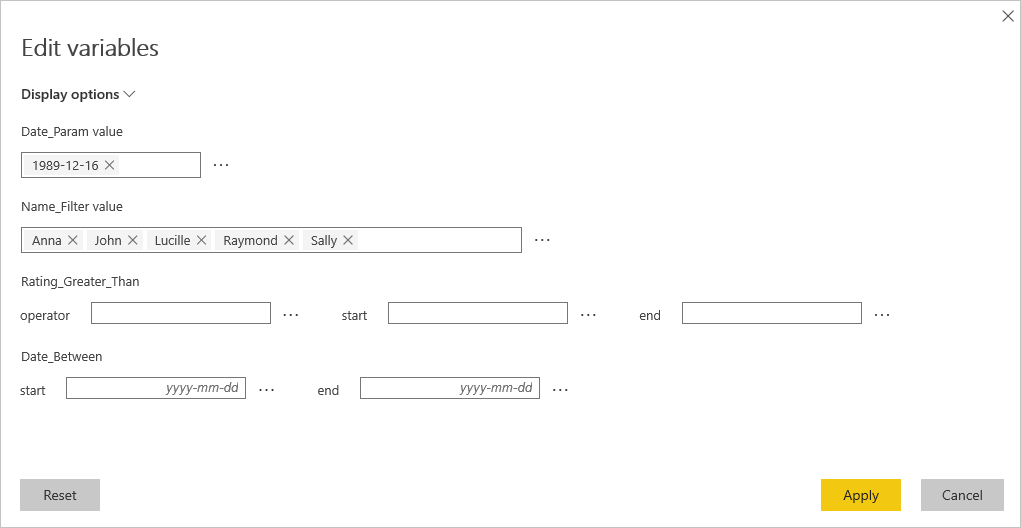 Edit variables
Display options
Date_Param value
1989-12-16 ...
Name_Filter value
Anna John Lucille Raymond Sally ...
Rating_Greater_Than
operator ... start ... end ...
Date_Between
start yyyy-mm-dd ... end yyyy-mm-dd ...
Reset Apply Cancel